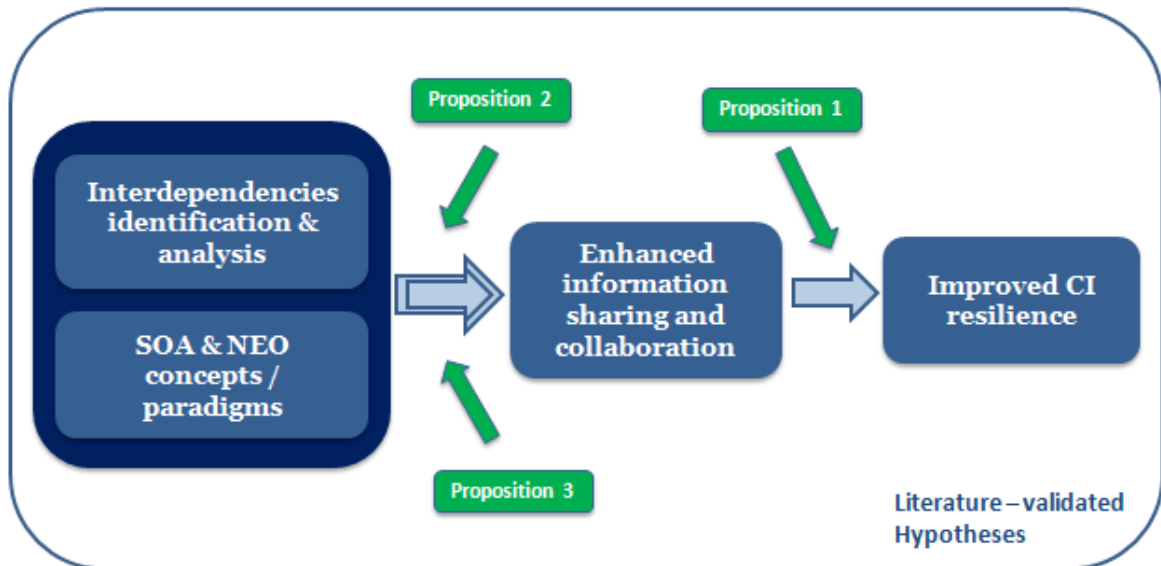 Proposition 2
Proposition 1
Interdependencies
identification &
analysis
SOA & NEO
concepts /
paradigms
Enhanced
information
sharing and
collaboration
Improved CI
resilience
Proposition 3
Literature – validated
Hypotheses